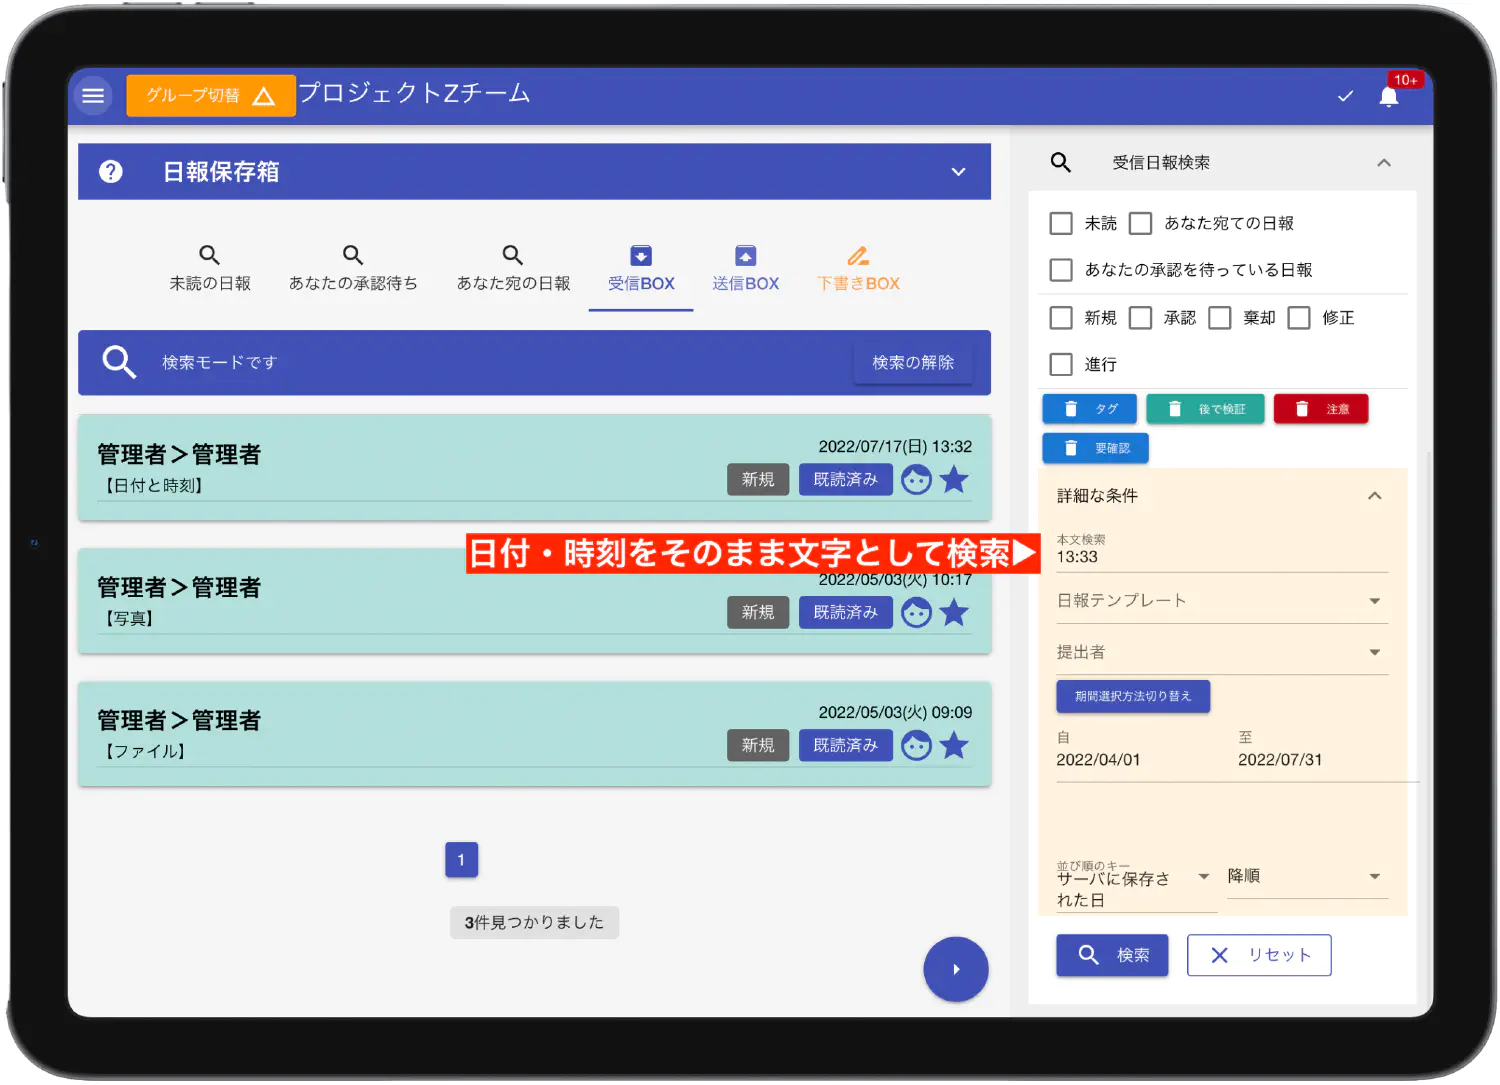 グループ切替 プロジェクトZチーム
10+
日報保存箱
未読の日報 あなたの承認待ち あなた宛の日報 受信BOX 送信BOX 下書きBOX
検索モードです 検索の解除
管理者＞管理者 2022/07/17(日) 13:32
【日付と時刻】 新規 既読済み
日付・時刻をそのまま文字として検索▶
管理者＞管理者 2022/05/03(火) 10:17
【写真】 新規 既読済み
管理者＞管理者 2022/05/03(火) 09:09
【ファイル】 新規 既読済み
1
3件見つかりました
受信日報検索
未読 あなた宛ての日報
あなたの承認を待っている日報
新規 承認 棄却 修正
進行
タグ 後で検証 注意
要確認
詳細な条件
本文検索
13:33
日報テンプレート
提出者
期間選択方法切り替え
自 至
2022/04/01 2022/07/31
並び順のキー
サーバに保存さ 降順
れた日
検索 リセット